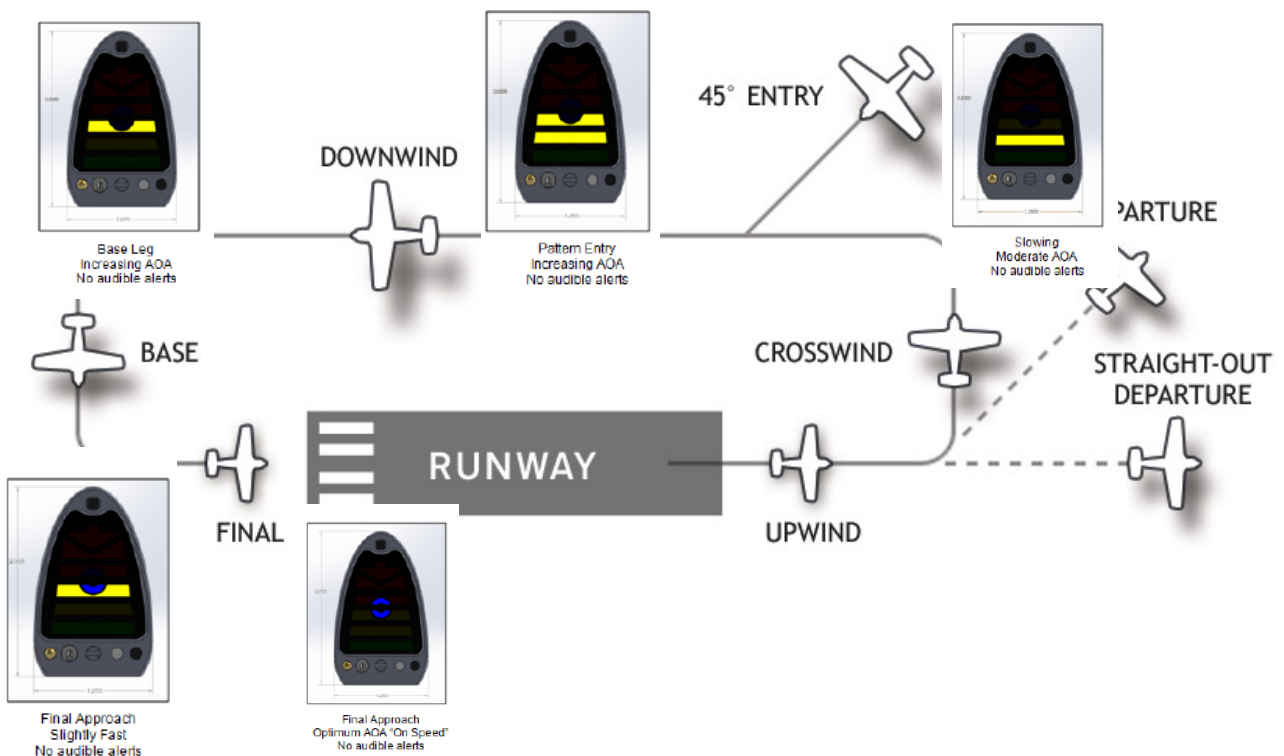 45° ENTRY
DOWNWIND
PARTURE
Base Leg
Increasing AOA
No audible alerts
Pattern Entry
Increasing AOA
No audible alerts
Slowing
Moderate AOA
No audible alerts
BASE
CROSSWIND
STRAIGHT-OUT
DEPARTURE
RUNWAY
FINAL
UPWIND
Final Approach
Slightly Fast
No audible alerts
Final Approach
Optimum AOA "On Speed"
No audible alerts